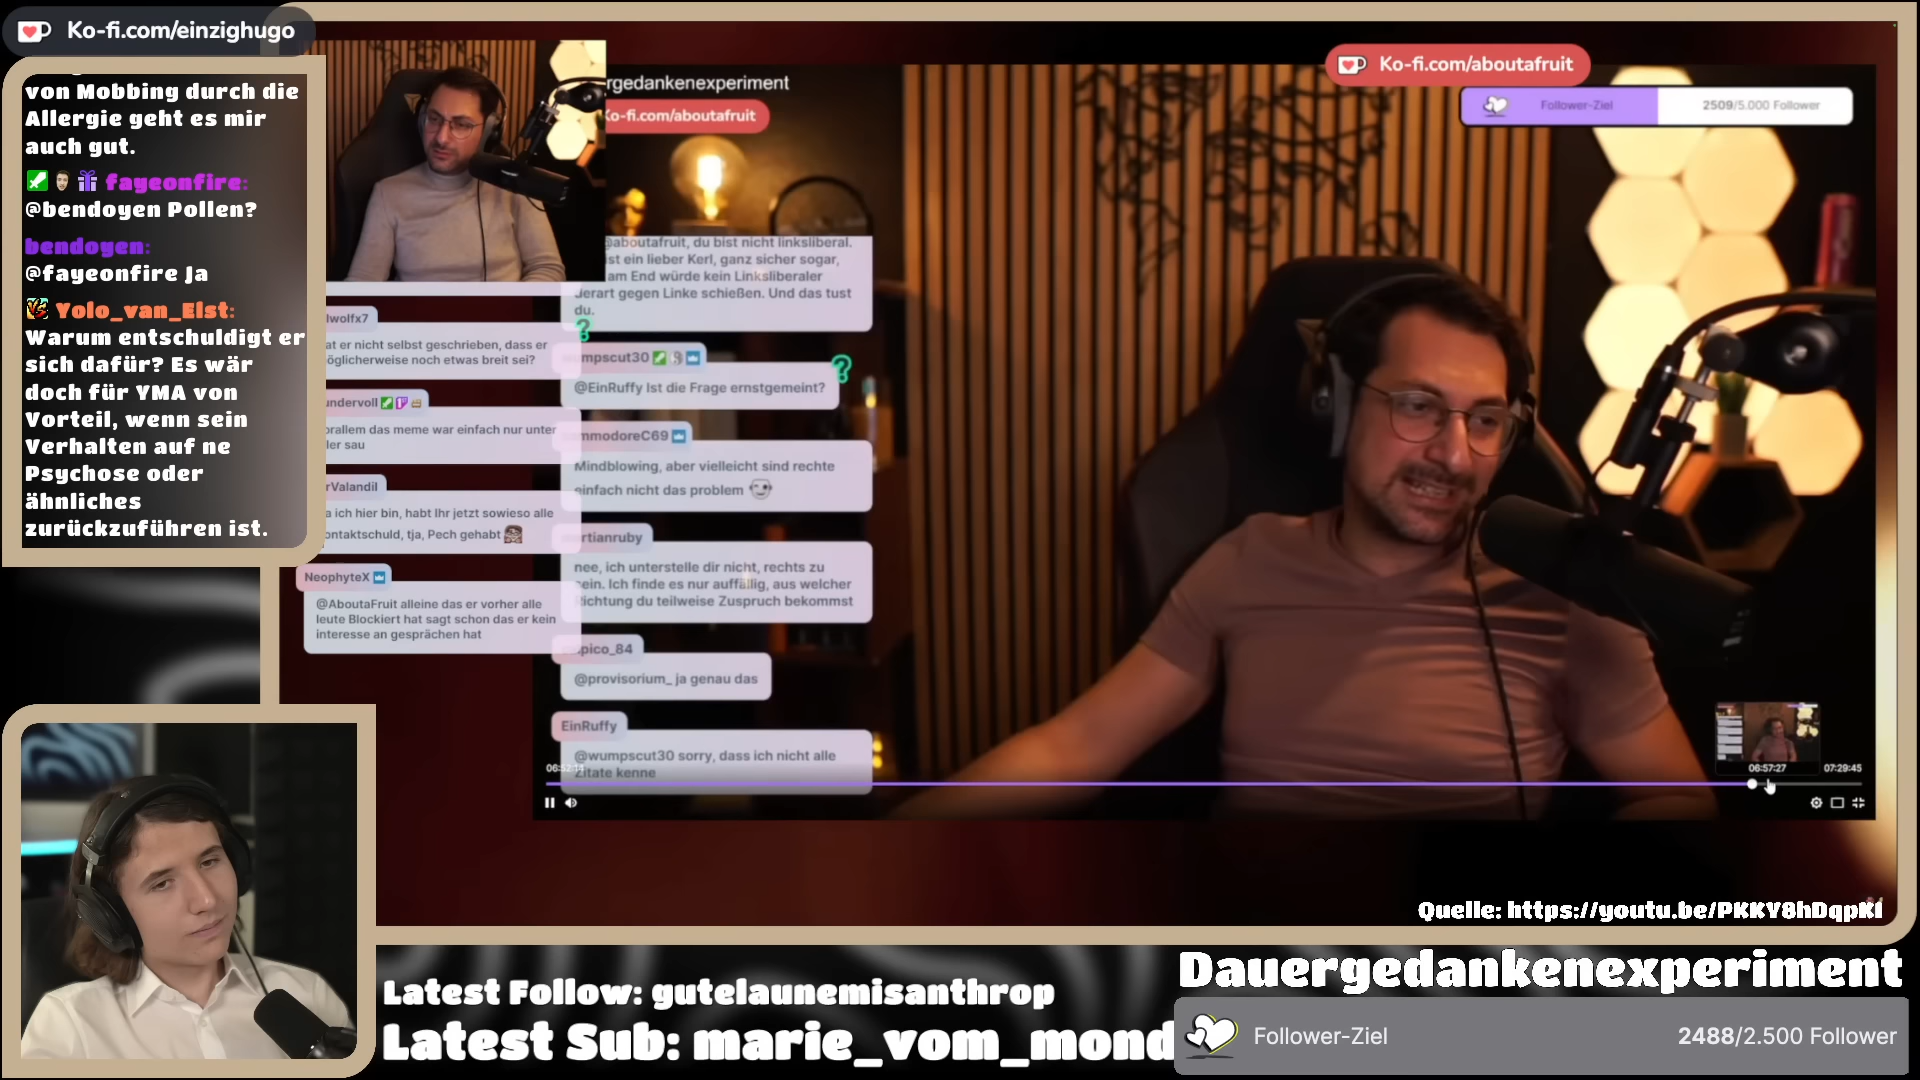 Ko-fi.com/einzighugo
von Mobbing durch die
Allergie geht es mir
auch gut.
fayeonfire:
@bendoyen Pollen?
bendoyen:
@fayeonfire Ja
Yolo_van_Elst:
Warum entschuldigt er
sich dafür? Es wär
doch für YMA von
Vorteil, wenn sein
Verhalten auf ne
Psychose oder
ähnliches
zurückzuführen ist.
rgedankenexperiment
Ko-fi.com/aboutafruit
Ko-fi.com/aboutafruit
Follower-Ziel
2509/5.000 Follower
@aboutafruit, du bist nicht linksliberal.
ist ein lieber Kerl, ganz sicher sogar,
am End würde kein Linksliberaler
derart gegen Linke schießen. Und das tust
du.
lwolfx7
at er nicht selbst geschrieben, dass er
öglicherweise noch etwas breit sei?
undervoll
orallem das meme war einfach nur unter
ler sau
rValandil
a ich hier bin, habt Ihr jetzt sowieso alle
ontaktschuld, tja, Pech gehabt
NeophyteX
@AboutaFruit alleine das er vorher alle
leute Blockiert hat sagt schon das er kein
interesse an gesprächen hat
umpscut30
@EinRuffy Ist die Frage ernstgemeint?
mmodoreC69
Mindblowing, aber vielleicht sind rechte
einfach nicht das problem
rtianruby
nee, ich unterstelle dir nicht, rechts zu
sein. Ich finde es nur auffällig, aus welcher
Richtung du teilweise Zuspruch bekommst
pico_84
@provisorium_ ja genau das
EinRuffy
@wumpscut30 sorry, dass ich nicht alle
Zitate kenne
06:52:14
06:57:27
07:29:45
Quelle: https://youtu.be/PKKY8hDqpKI
Dauergedankenexperiment
Latest Follow: gutelaunemisanthrop
Latest Sub: marie_vom_mond
Follower-Ziel
2488/2.500 Follower